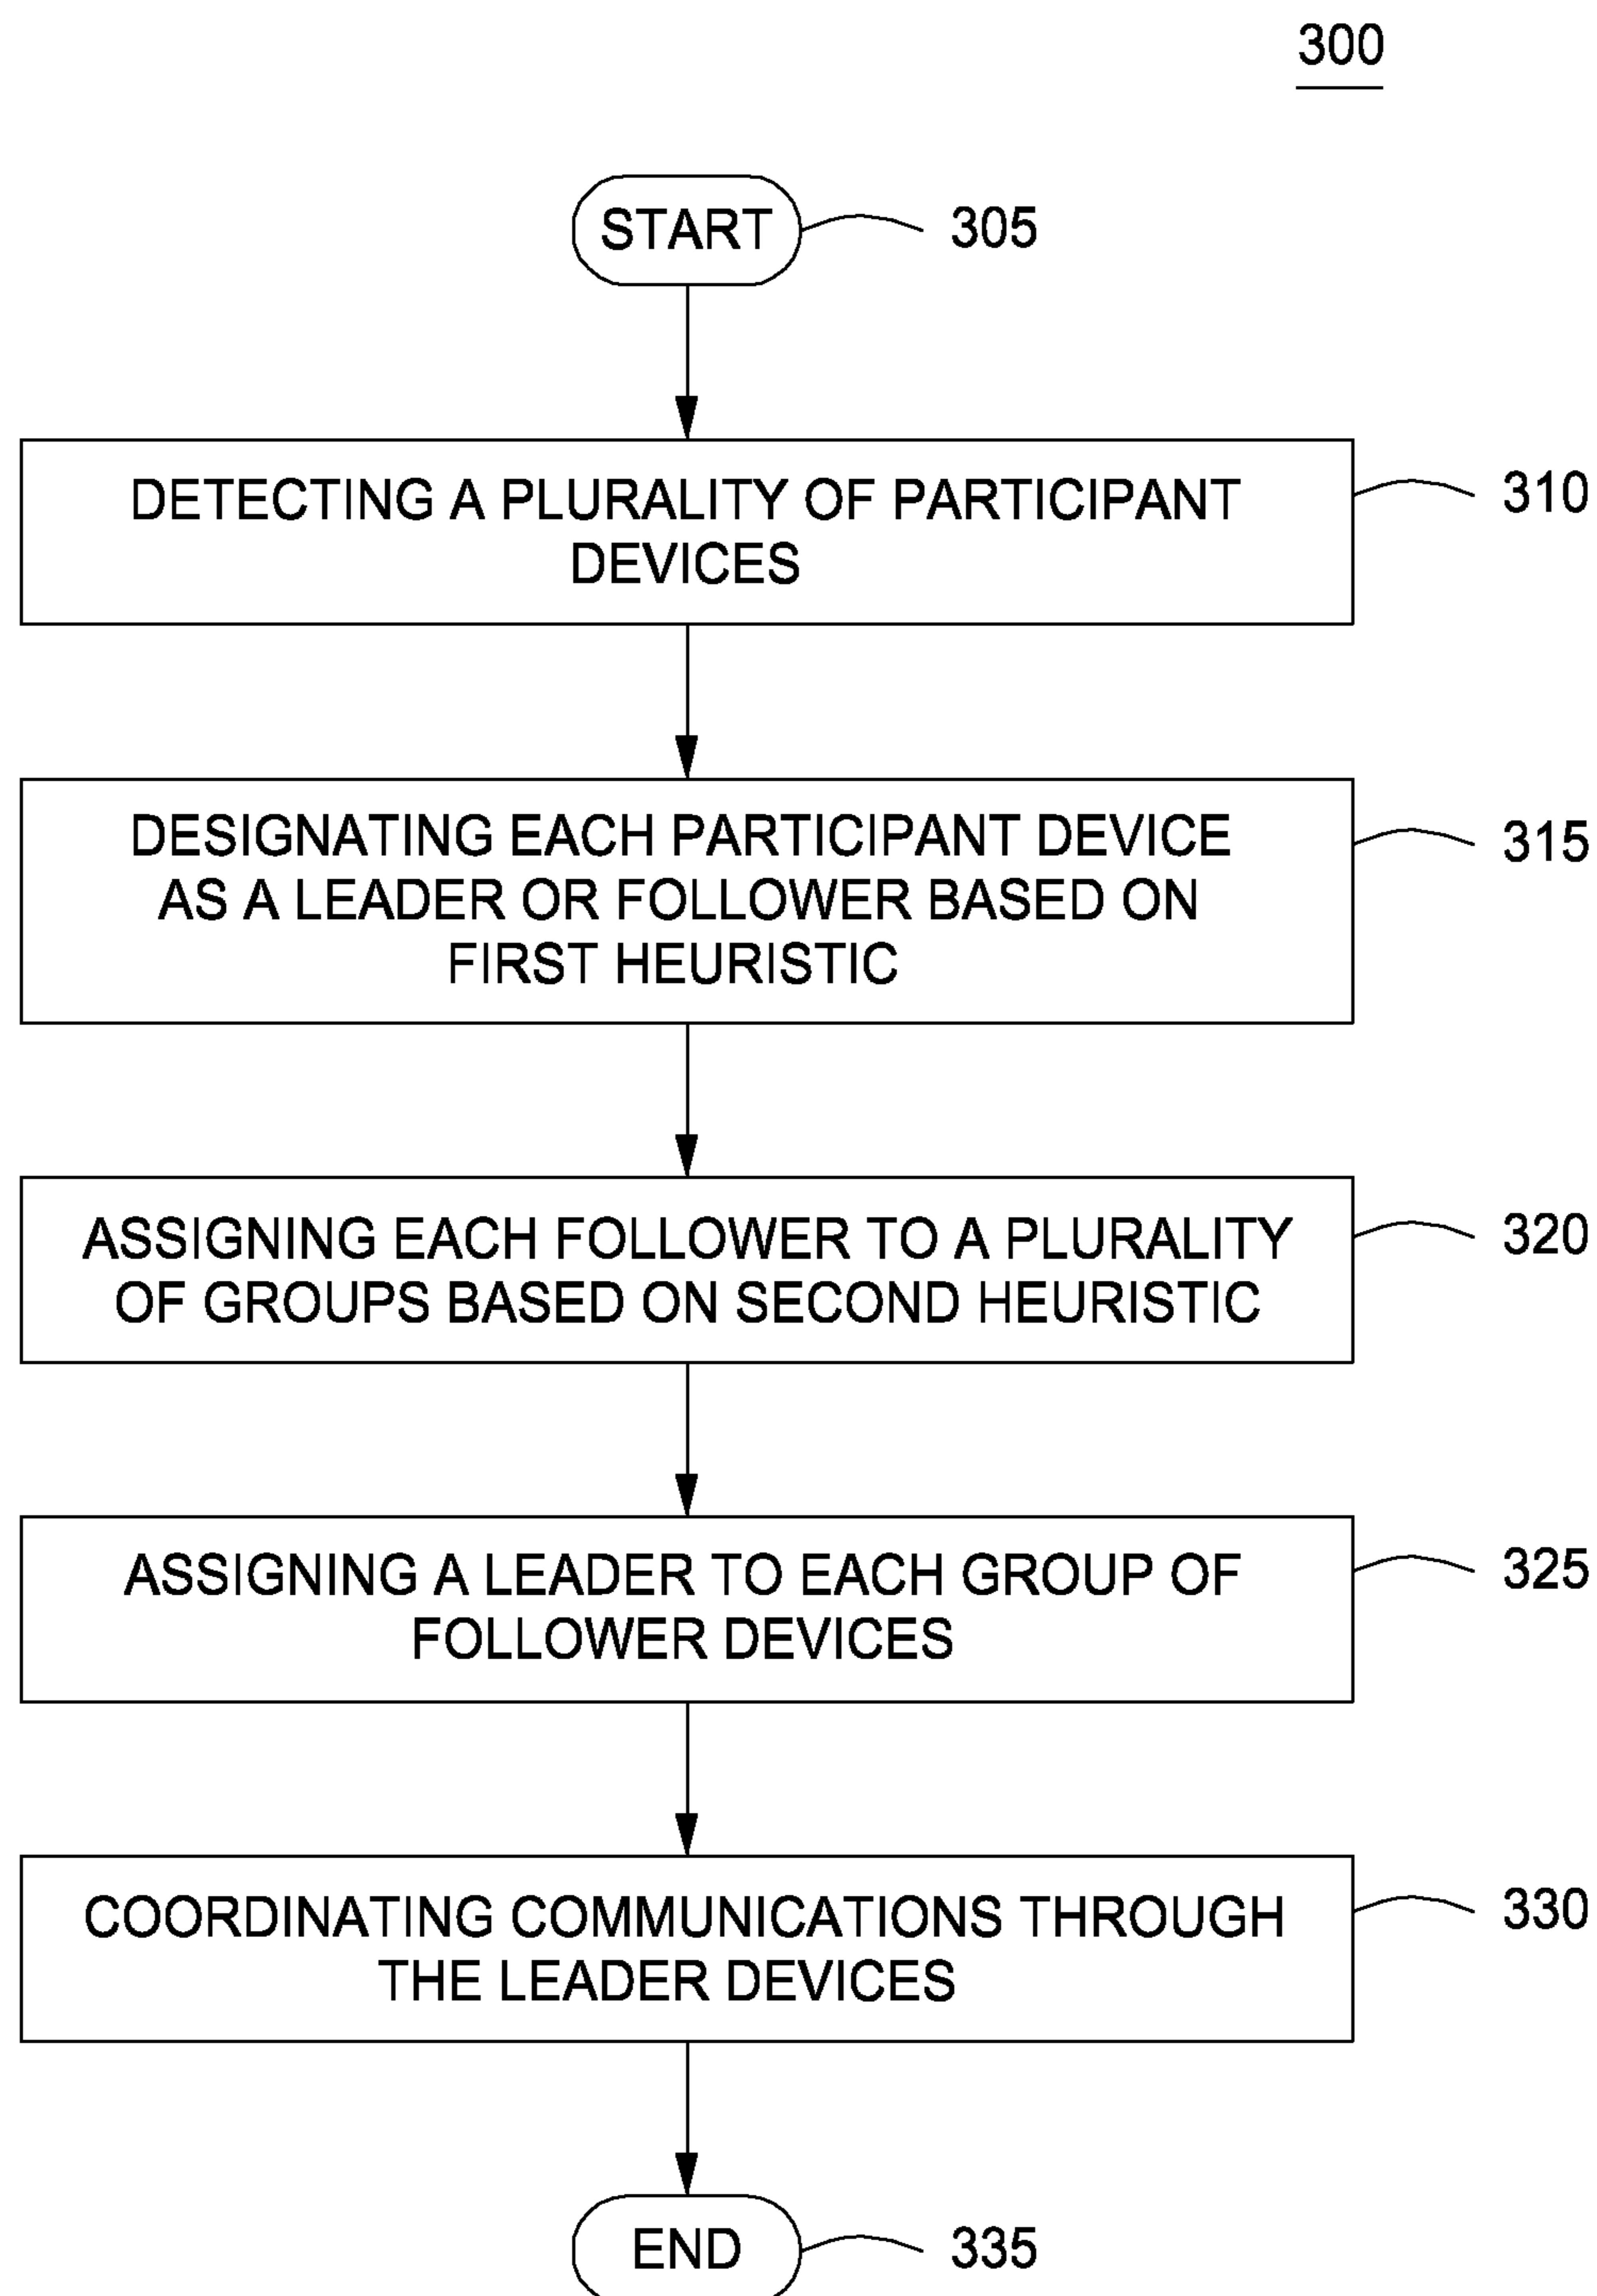 300
START
305
DETECTING A PLURALITY OF PARTICIPANT
DEVICES
310
DESIGNATING EACH PARTICIPANT DEVICE
AS A LEADER OR FOLLOWER BASED ON
FIRST HEURISTIC
315
ASSIGNING EACH FOLLOWER TO A PLURALITY
OF GROUPS BASED ON SECOND HEURISTIC
320
ASSIGNING A LEADER TO EACH GROUP OF
FOLLOWER DEVICES
325
COORDINATING COMMUNICATIONS THROUGH
THE LEADER DEVICES
330
END
335